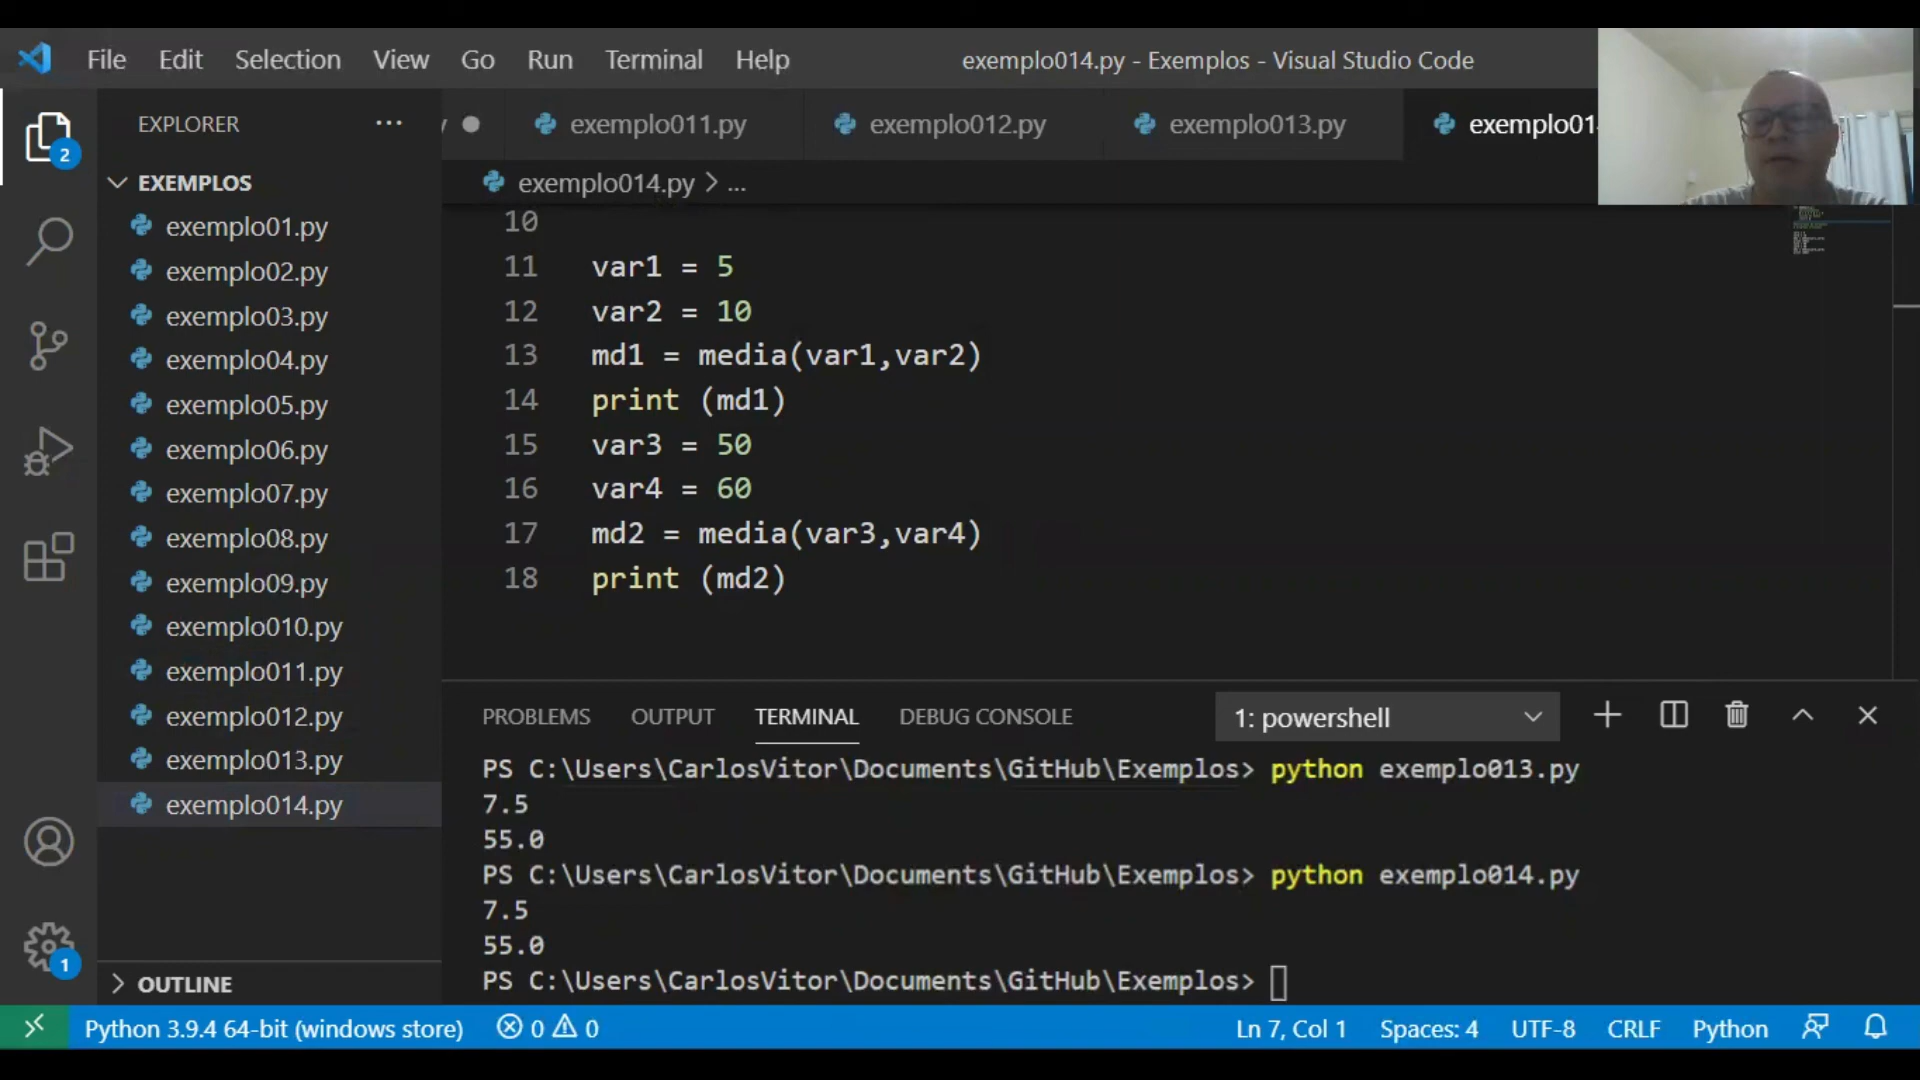 File Edit Selection View Go Run Terminal Help exemplo014.py - Exemplos - Visual Studio Code
EXPLORER ... exemplo011.py exemplo012.py exemplo013.py exemplo01
2
EXEMPLOS
exemplo014.py > ...
exemplo01.py
exemplo02.py
exemplo03.py
exemplo04.py
exemplo05.py
exemplo06.py
exemplo07.py
exemplo08.py
exemplo09.py
exemplo010.py
exemplo011.py
exemplo012.py
exemplo013.py
exemplo014.py
OUTLINE
1
10
11 var1 = 5
12 var2 = 10
13 md1 = media(var1,var2)
14 print (md1)
15 var3 = 50
16 var4 = 60
17 md2 = media(var3,var4)
18 print (md2)
PROBLEMS OUTPUT TERMINAL DEBUG CONSOLE 1: powershell
PS C:\Users\CarlosVitor\Documents\GitHub\Exemplos> python exemplo013.py
7.5
55.0
PS C:\Users\CarlosVitor\Documents\GitHub\Exemplos> python exemplo014.py
7.5
55.0
PS C:\Users\CarlosVitor\Documents\GitHub\Exemplos>
Python 3.9.4 64-bit (windows store) 0 0 Ln 7, Col 1 Spaces: 4 UTF-8 CRLF Python